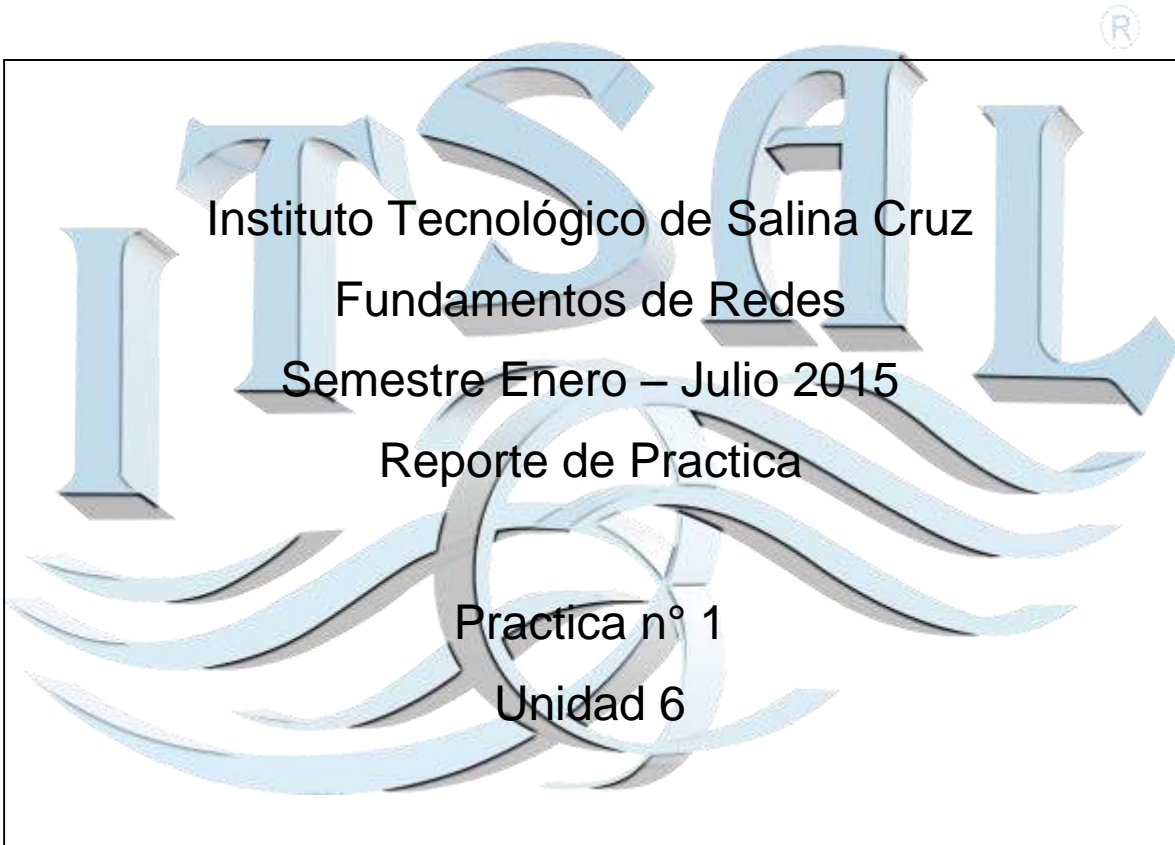 ®
ITSAL
Instituto Tecnológico de Salina Cruz
Fundamentos de Redes
Semestre Enero – Julio 2015
Reporte de Practica
Practica n° 1
Unidad 6